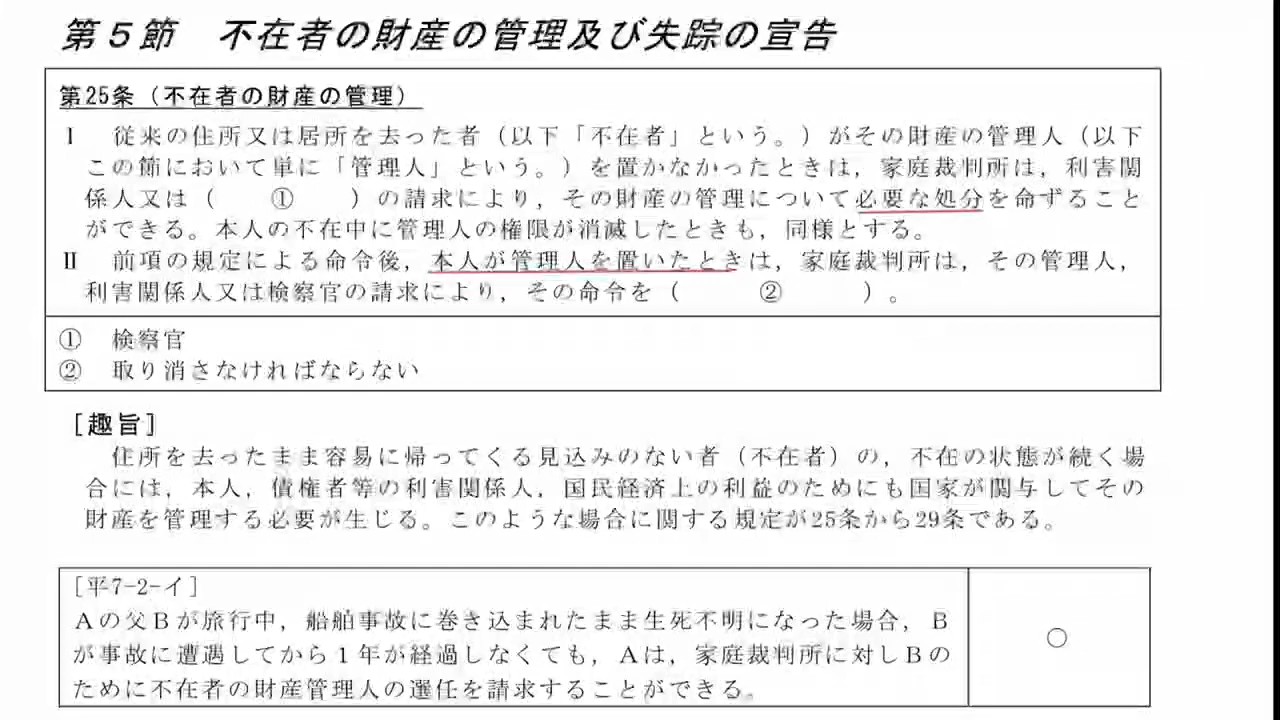 第５節　不在者の財産の管理及び失踪の宣告
第25条（不在者の財産の管理）
Ⅰ　従来の住所又は居所を去った者（以下「不在者」という。）がその財産の管理人（以下
この節において単に「管理人」という。）を置かなかったときは，家庭裁判所は，利害関
係人又は（　　①　　）の請求により，その財産の管理について必要な処分を命ずること
ができる。本人の不在中に管理人の権限が消滅したときも，同様とする。
Ⅱ　前項の規定による命令後，本人が管理人を置いたときは，家庭裁判所は，その管理人，
利害関係人又は検察官の請求により，その命令を（　　　②　　　）。
①　検察官
②　取り消さなければならない
［趣旨］
住所を去ったまま容易に帰ってくる見込みのない者（不在者）の，不在の状態が続く場
合には，本人，債権者等の利害関係人，国民経済上の利益のためにも国家が関与してその
財産を管理する必要が生じる。このような場合に関する規定が25条から29条である。
［平7−2−イ］
Ａの父Ｂが旅行中，船舶事故に巻き込まれたまま生死不明になった場合，Ｂ
が事故に遭遇してから１年が経過しなくても，Ａは，家庭裁判所に対しＢの
ために不在者の財産管理人の選任を請求することができる。
○